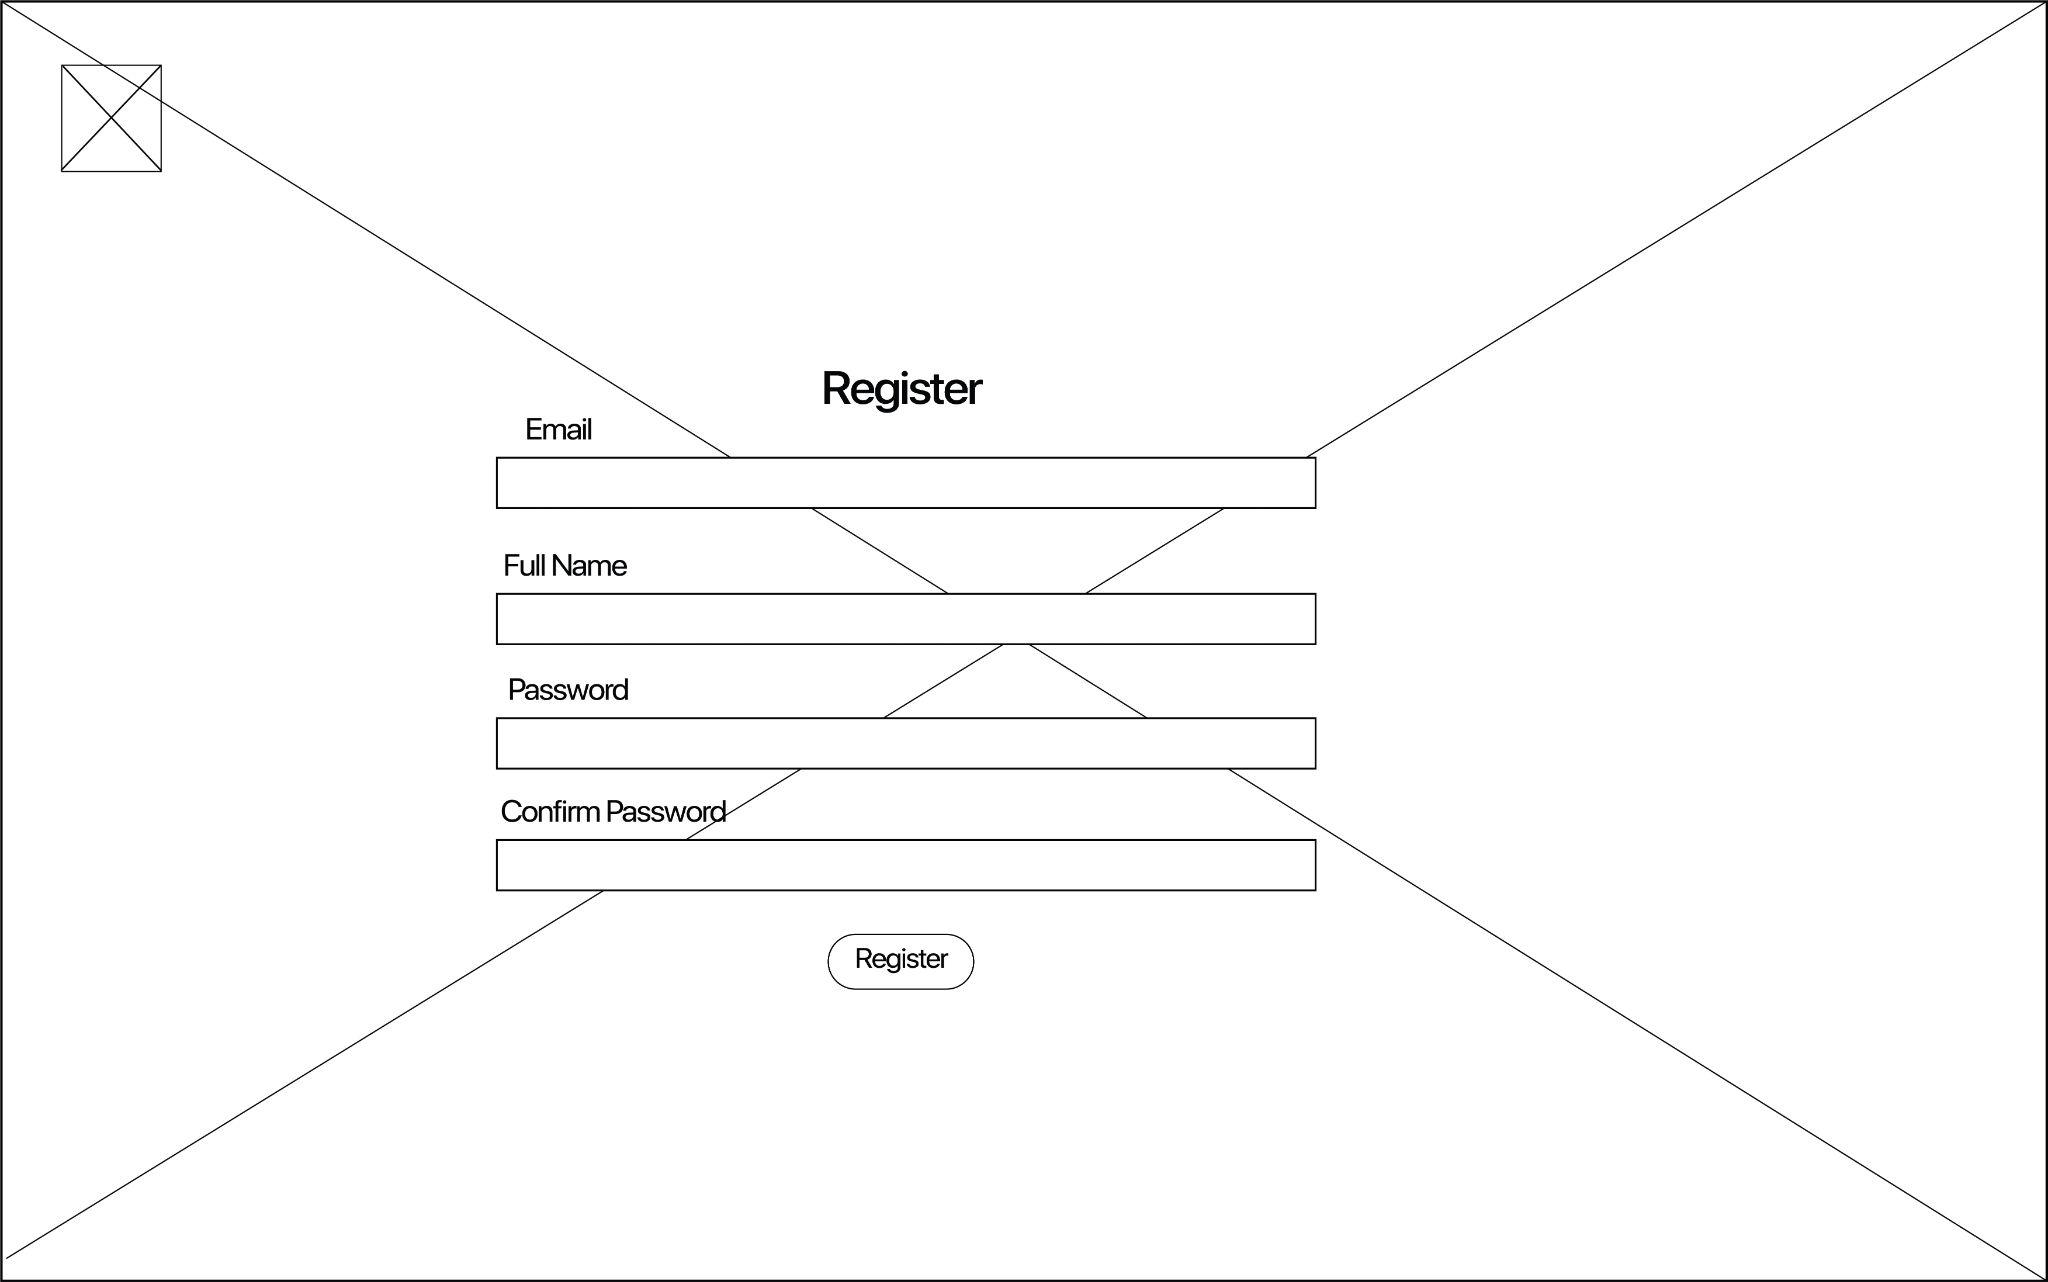 Register
Email
Full Name
Password
Confirm Password
Register